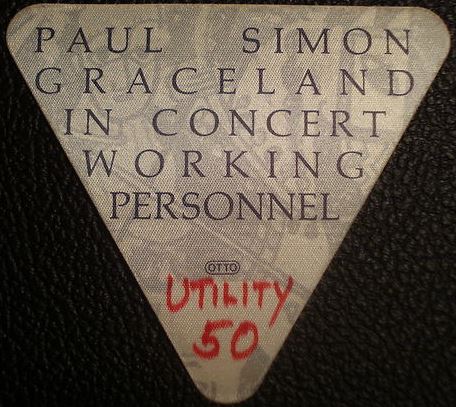 PAUL SIMON
GRACELAND
IN CONCERT
WORKING
PERSONNEL
OTTO
UTILITY
50